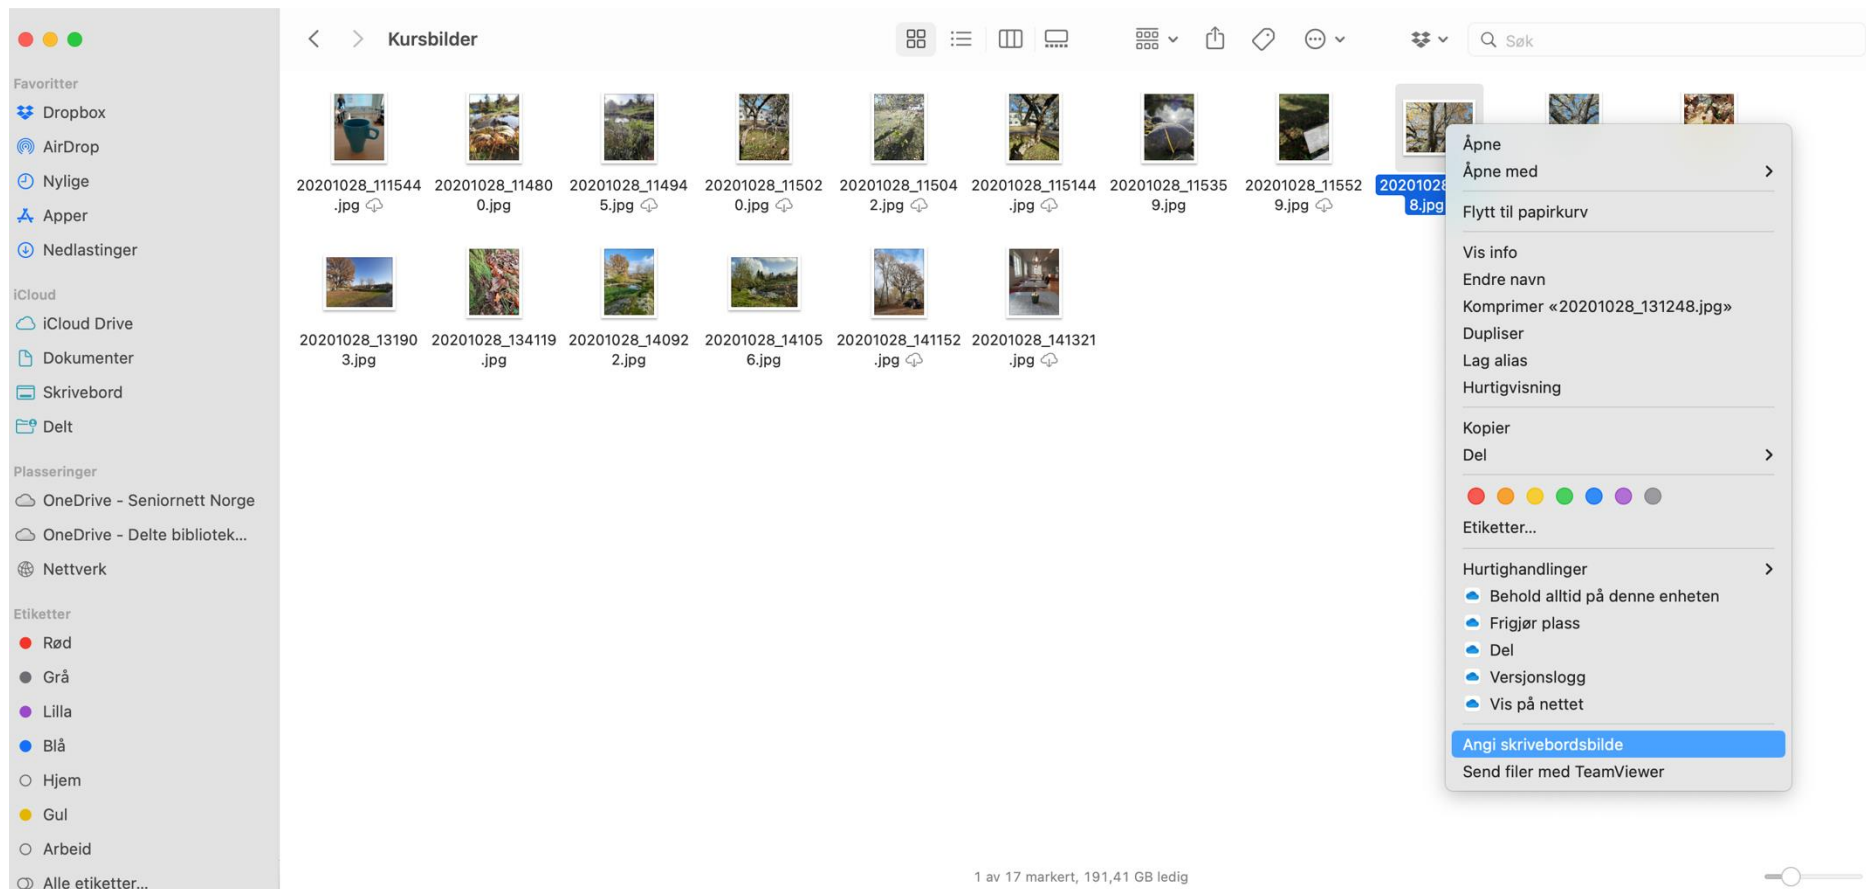 Kursbilder
Søk
Favoritter
Dropbox
AirDrop
Nylige
Apper
Nedlastinger
iCloud
iCloud Drive
Dokumenter
Skrivebord
Delt
Plasseringer
OneDrive - Seniornett Norge
OneDrive - Delte bibliotek...
Nettverk
Etiketter
Rød
Grå
Lilla
Blå
Hjem
Gul
Arbeid
Alle etiketter...
20201028_111544
.jpg
20201028_11480
0.jpg
20201028_11494
5.jpg
20201028_11502
0.jpg
20201028_11504
2.jpg
20201028_115144
.jpg
20201028_11535
9.jpg
20201028_11552
9.jpg
20201028
8.jpg
20201028_13190
3.jpg
20201028_134119
.jpg
20201028_14092
2.jpg
20201028_14105
6.jpg
20201028_141152
.jpg
20201028_141321
.jpg
Åpne
Åpne med
Flytt til papirkurv
Vis info
Endre navn
Komprimer «20201028_131248.jpg»
Dupliser
Lag alias
Hurtigvisning
Kopier
Del
Etiketter...
Hurtighandlinger
Behold alltid på denne enheten
Frigjør plass
Del
Versjonslogg
Vis på nettet
Angi skrivebordsbilde
Send filer med TeamViewer
1 av 17 markert, 191,41 GB ledig